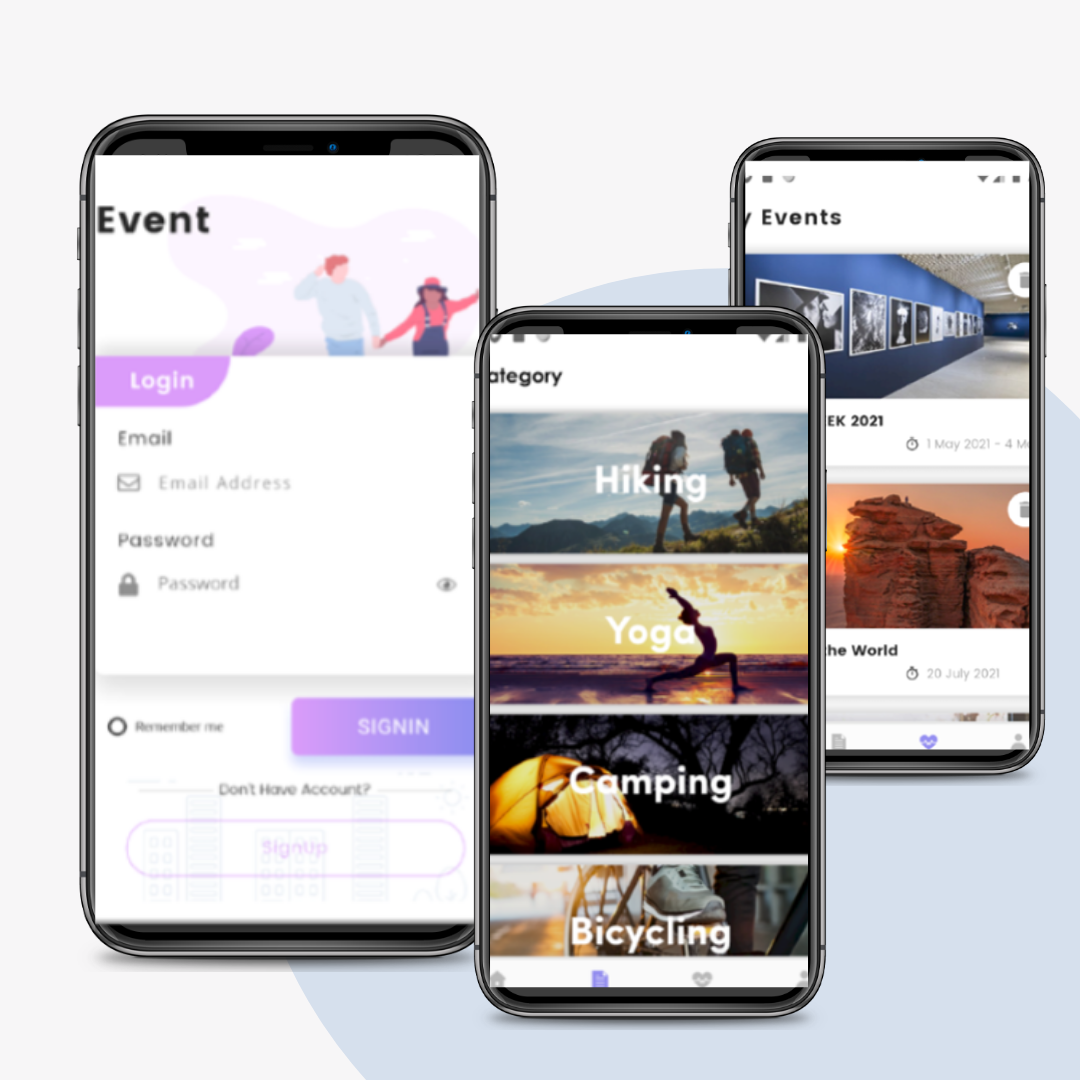 Event
Login
Email
Email Address
Password
Password
Remember me
SIGNIN
Don't Have Account?
SignUp
ategory
Hiking
Yoga
Camping
Bicycling
y Events
EK 2021
1 May 2021 - 4 M
he World
20 July 2021